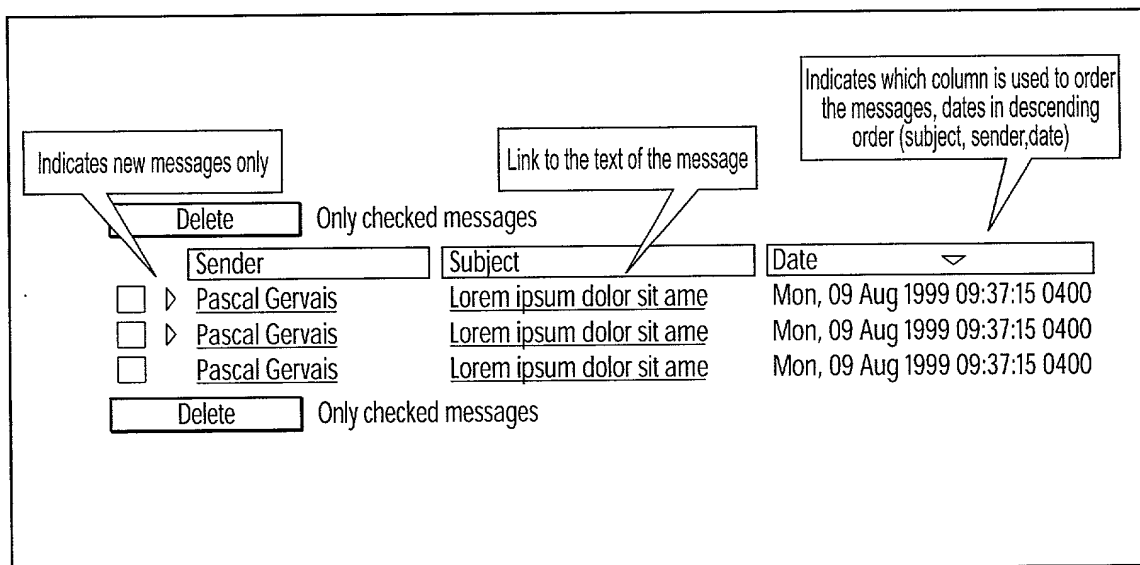 Indicates which column is used to order
the messages, dates in descending
order (subject, sender,date)
Indicates new messages only
Link to the text of the message
Delete Only checked messages
Sender Subject Date
Pascal Gervais Lorem ipsum dolor sit ame Mon, 09 Aug 1999 09:37:15 0400
Pascal Gervais Lorem ipsum dolor sit ame Mon, 09 Aug 1999 09:37:15 0400
Pascal Gervais Lorem ipsum dolor sit ame Mon, 09 Aug 1999 09:37:15 0400
Delete Only checked messages